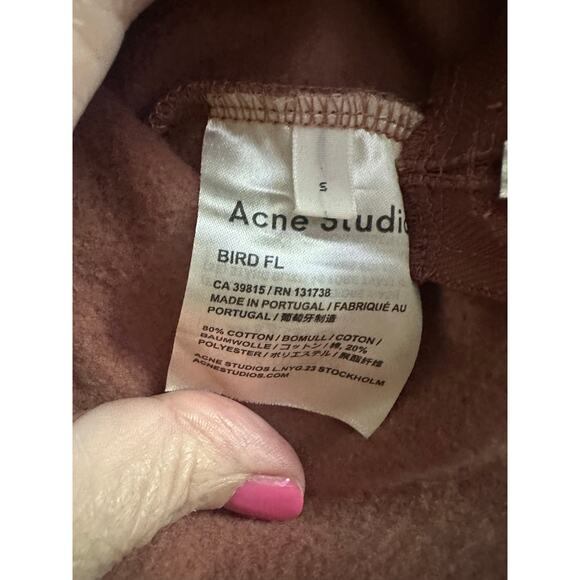 S
Acne Studio
BIRD FL
CA 39815 / RN 131738
MADE IN PORTUGAL / FABRIQUÉ AU
PORTUGAL / 葡萄牙制造
80% COTTON / BOMULL / COTON /
BAUMWOLLE / コットン / 綿, 20%
POLYESTER / ポリエステル / 聚酯纤维
ACNE STUDIOS L.NYG.23 STOCKHOLM
ACNESTUDIOS.COM